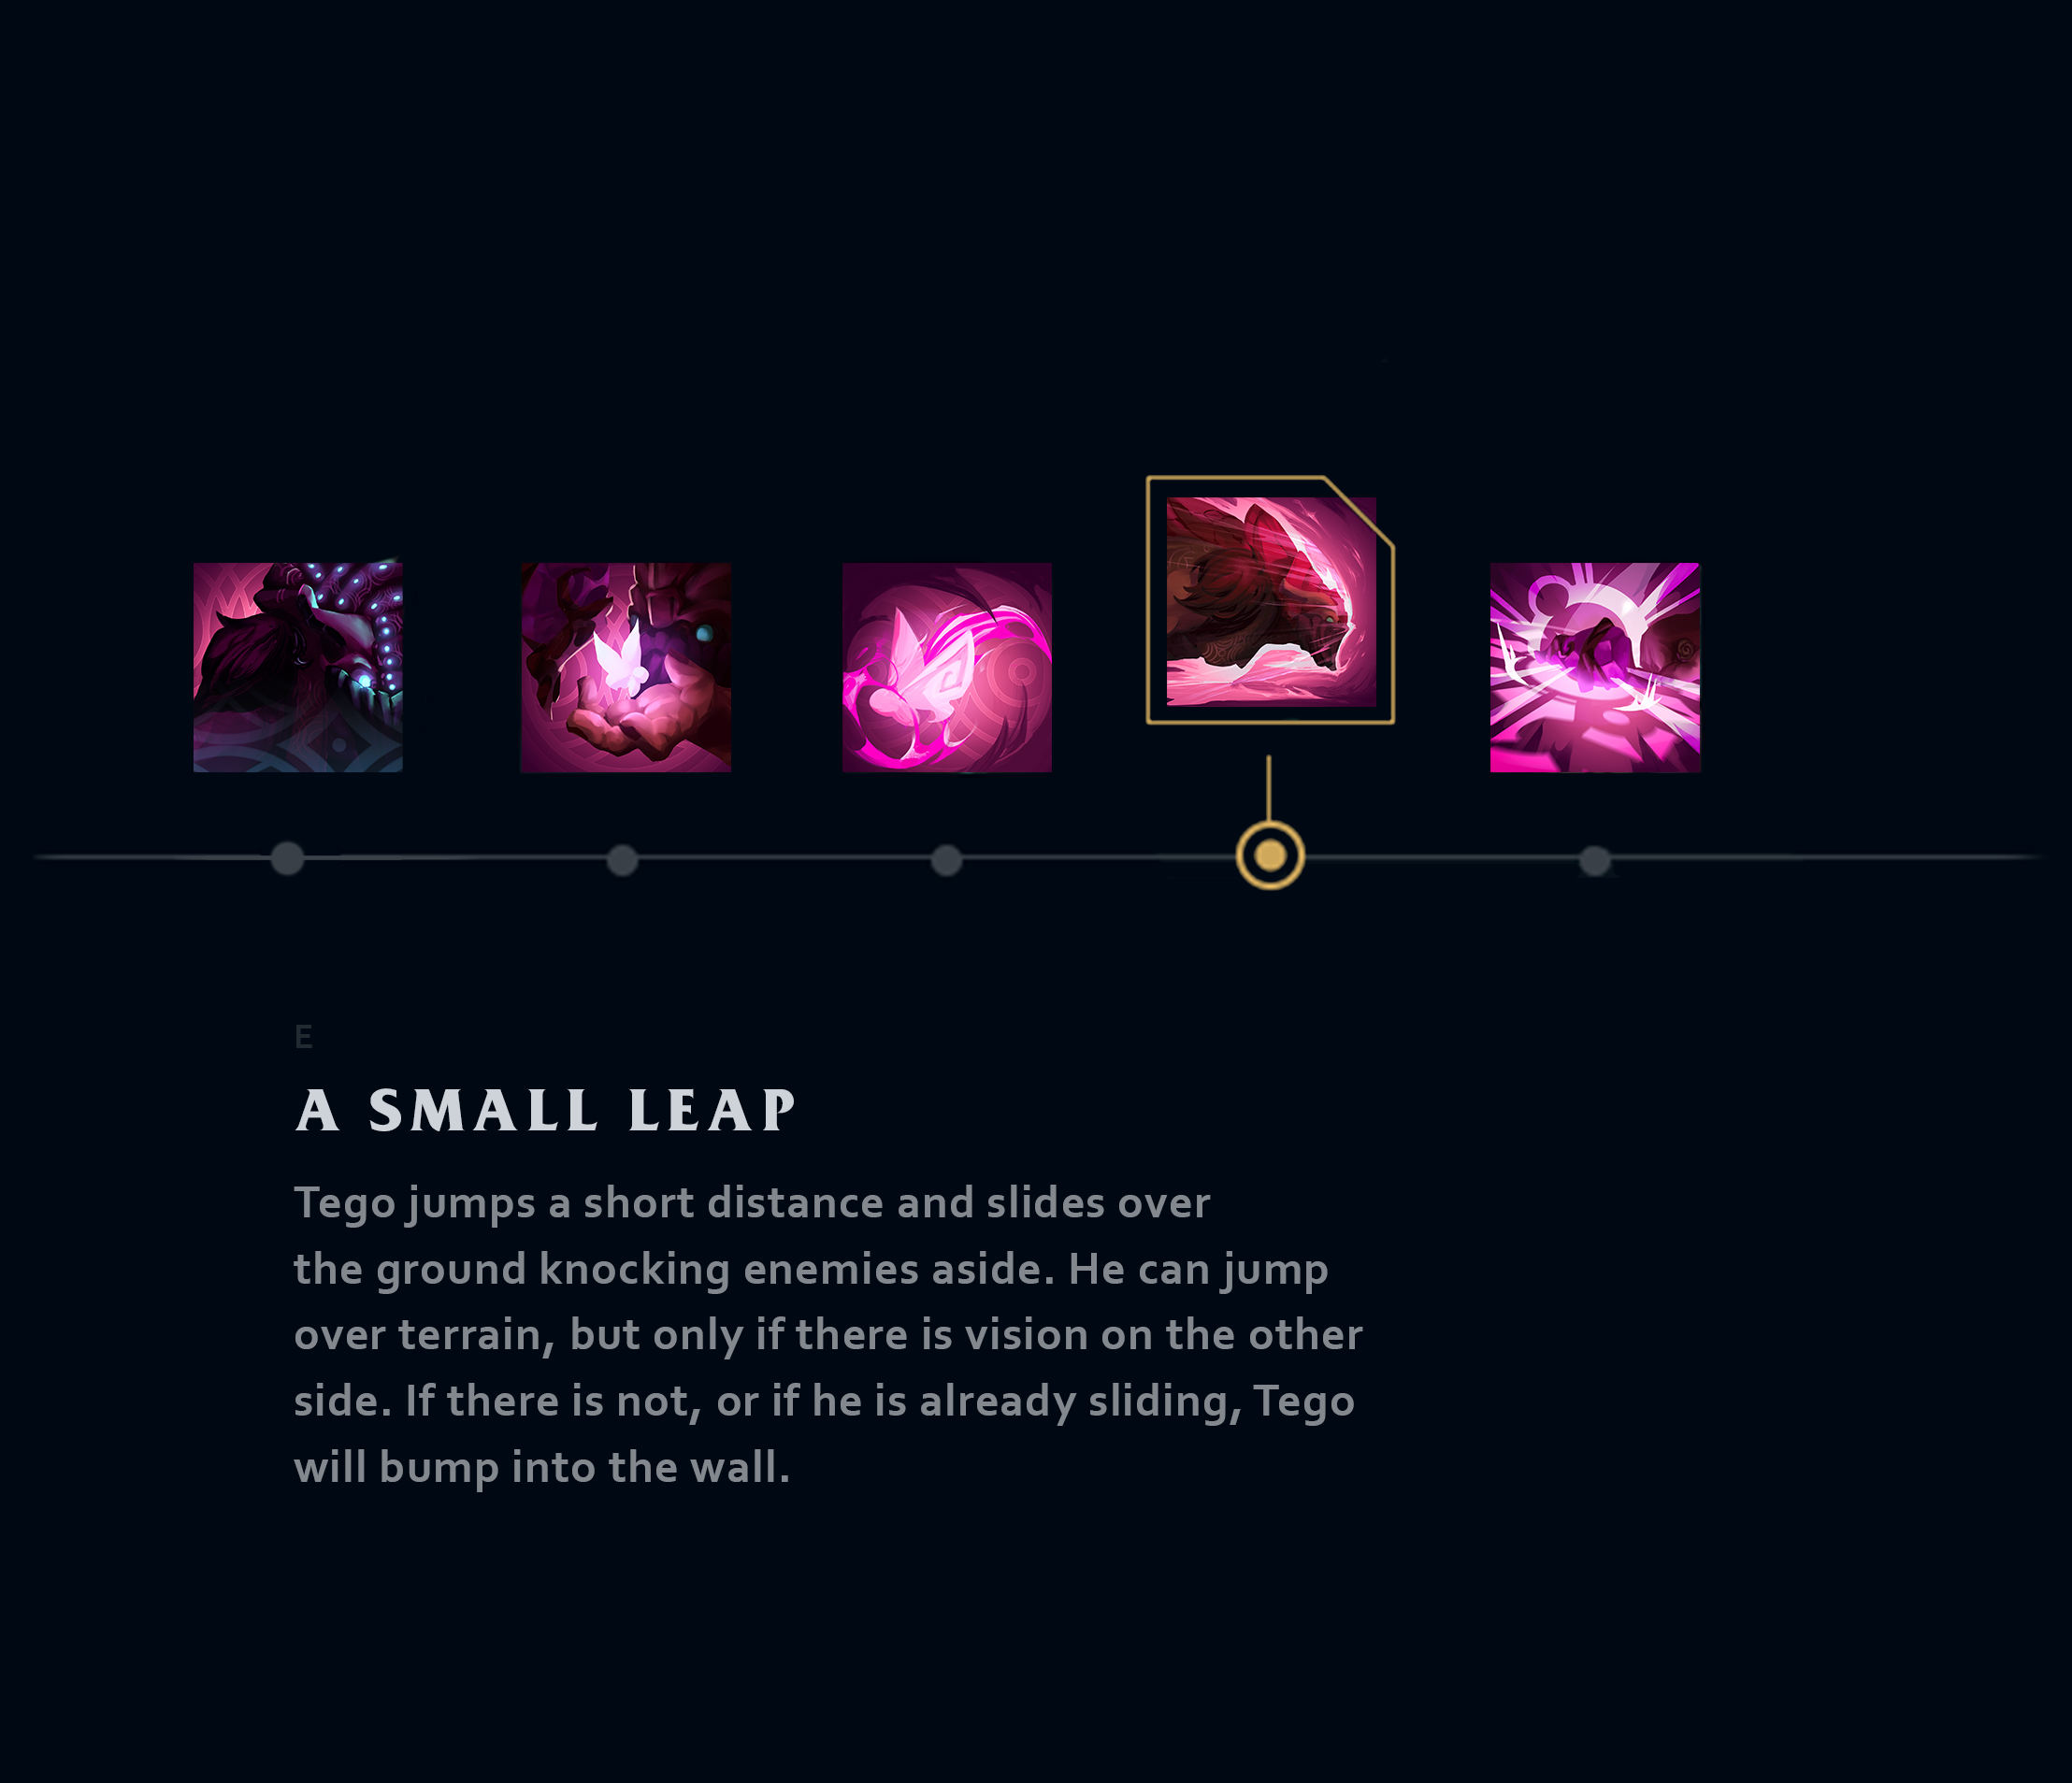 E
A SMALL LEAP
Tego jumps a short distance and slides over
the ground knocking enemies aside. He can jump
over terrain, but only if there is vision on the other
side. If there is not, or if he is already sliding, Tego
will bump into the wall.